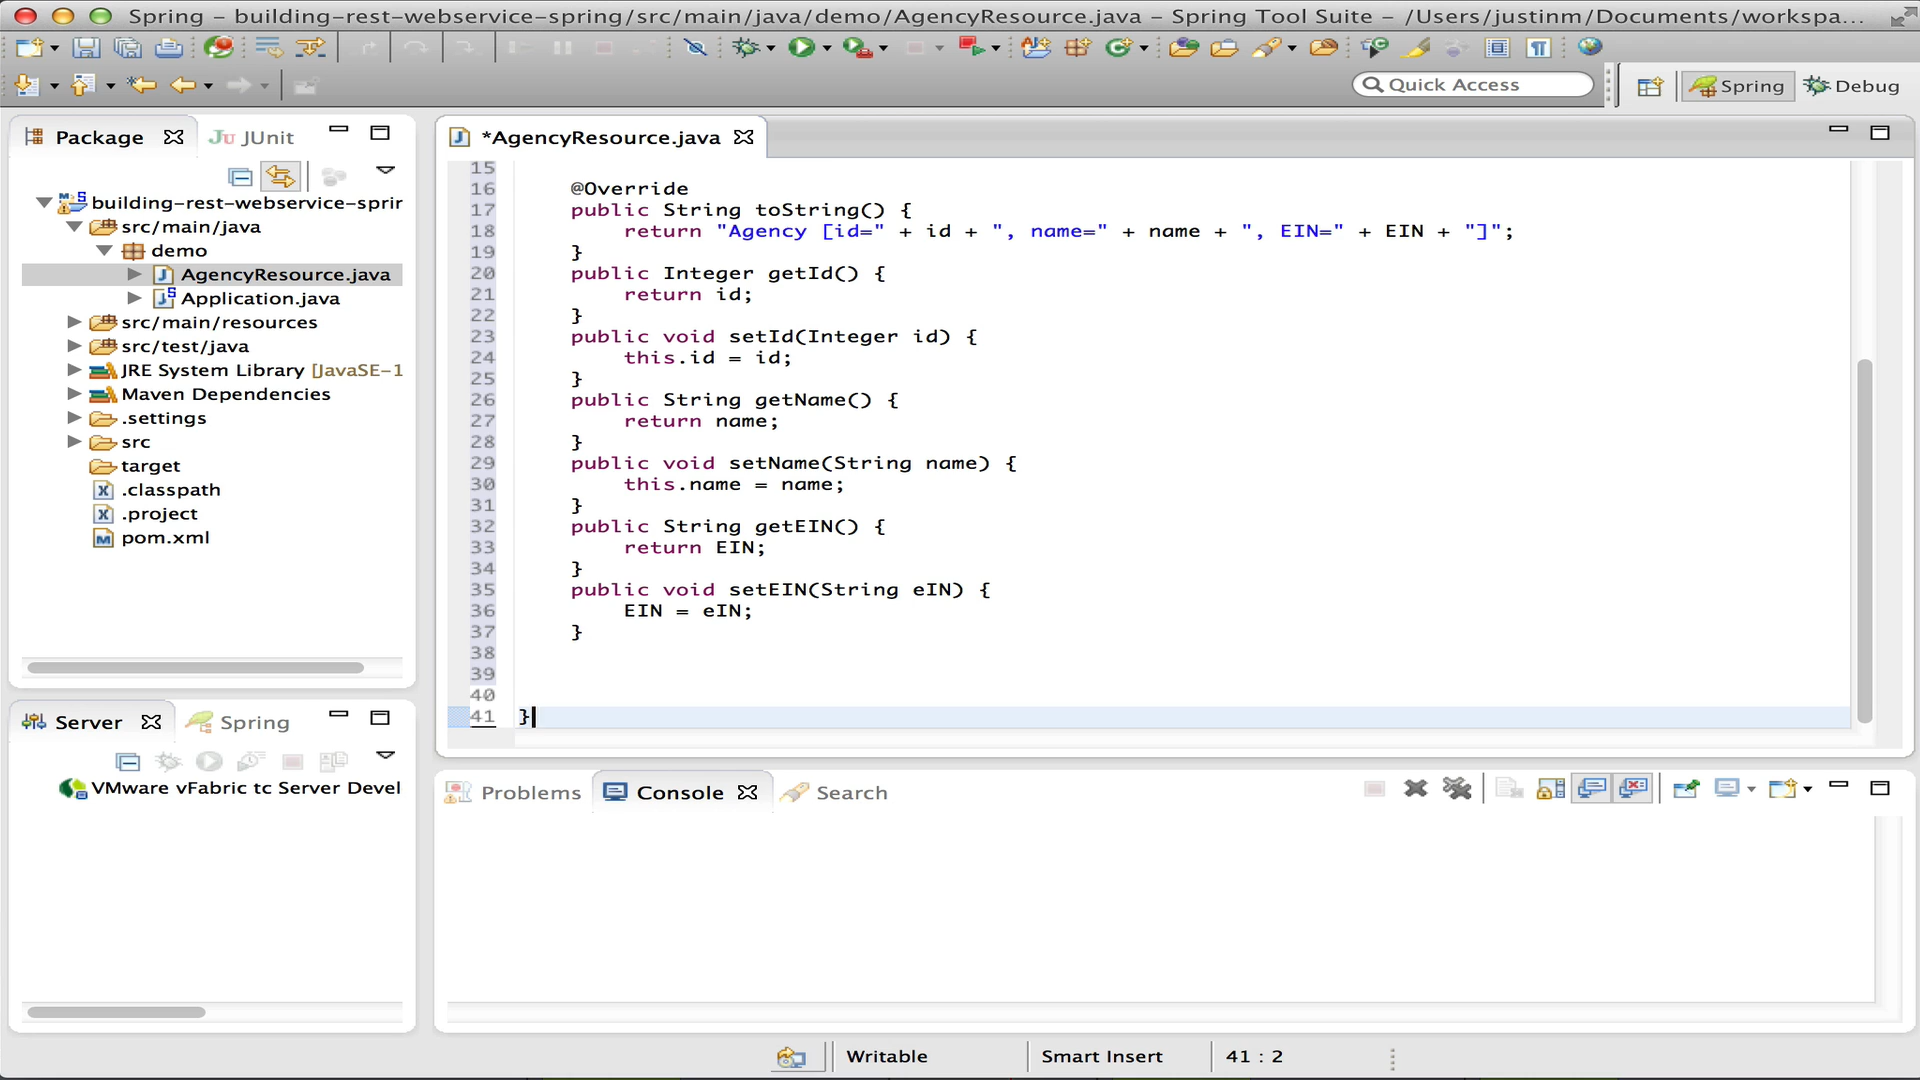 Spring – building-rest-webservice-spring/src/main/java/demo/AgencyResource.java – Spring Tool Suite – /Users/justinm/Documents/workspa...
Quick Access
Spring
Debug
Package
JUnit
building-rest-webservice-sprir
src/main/java
demo
AgencyResource.java
Application.java
src/main/resources
src/test/java
JRE System Library [JavaSE-1
Maven Dependencies
.settings
src
target
.classpath
.project
pom.xml
Server
Spring
VMware vFabric tc Server Devel
*AgencyResource.java
15
16 @Override
17 public String toString() {
18 return "Agency [id=" + id + ", name=" + name + ", EIN=" + EIN + "]";
19 }
20 public Integer getId() {
21 return id;
22 }
23 public void setId(Integer id) {
24 this.id = id;
25 }
26 public String getName() {
27 return name;
28 }
29 public void setName(String name) {
30 this.name = name;
31 }
32 public String getEIN() {
33 return EIN;
34 }
35 public void setEIN(String eIN) {
36 EIN = eIN;
37 }
38
39
40
41 }
Problems
Console
Search
Writable
Smart Insert
41 : 2